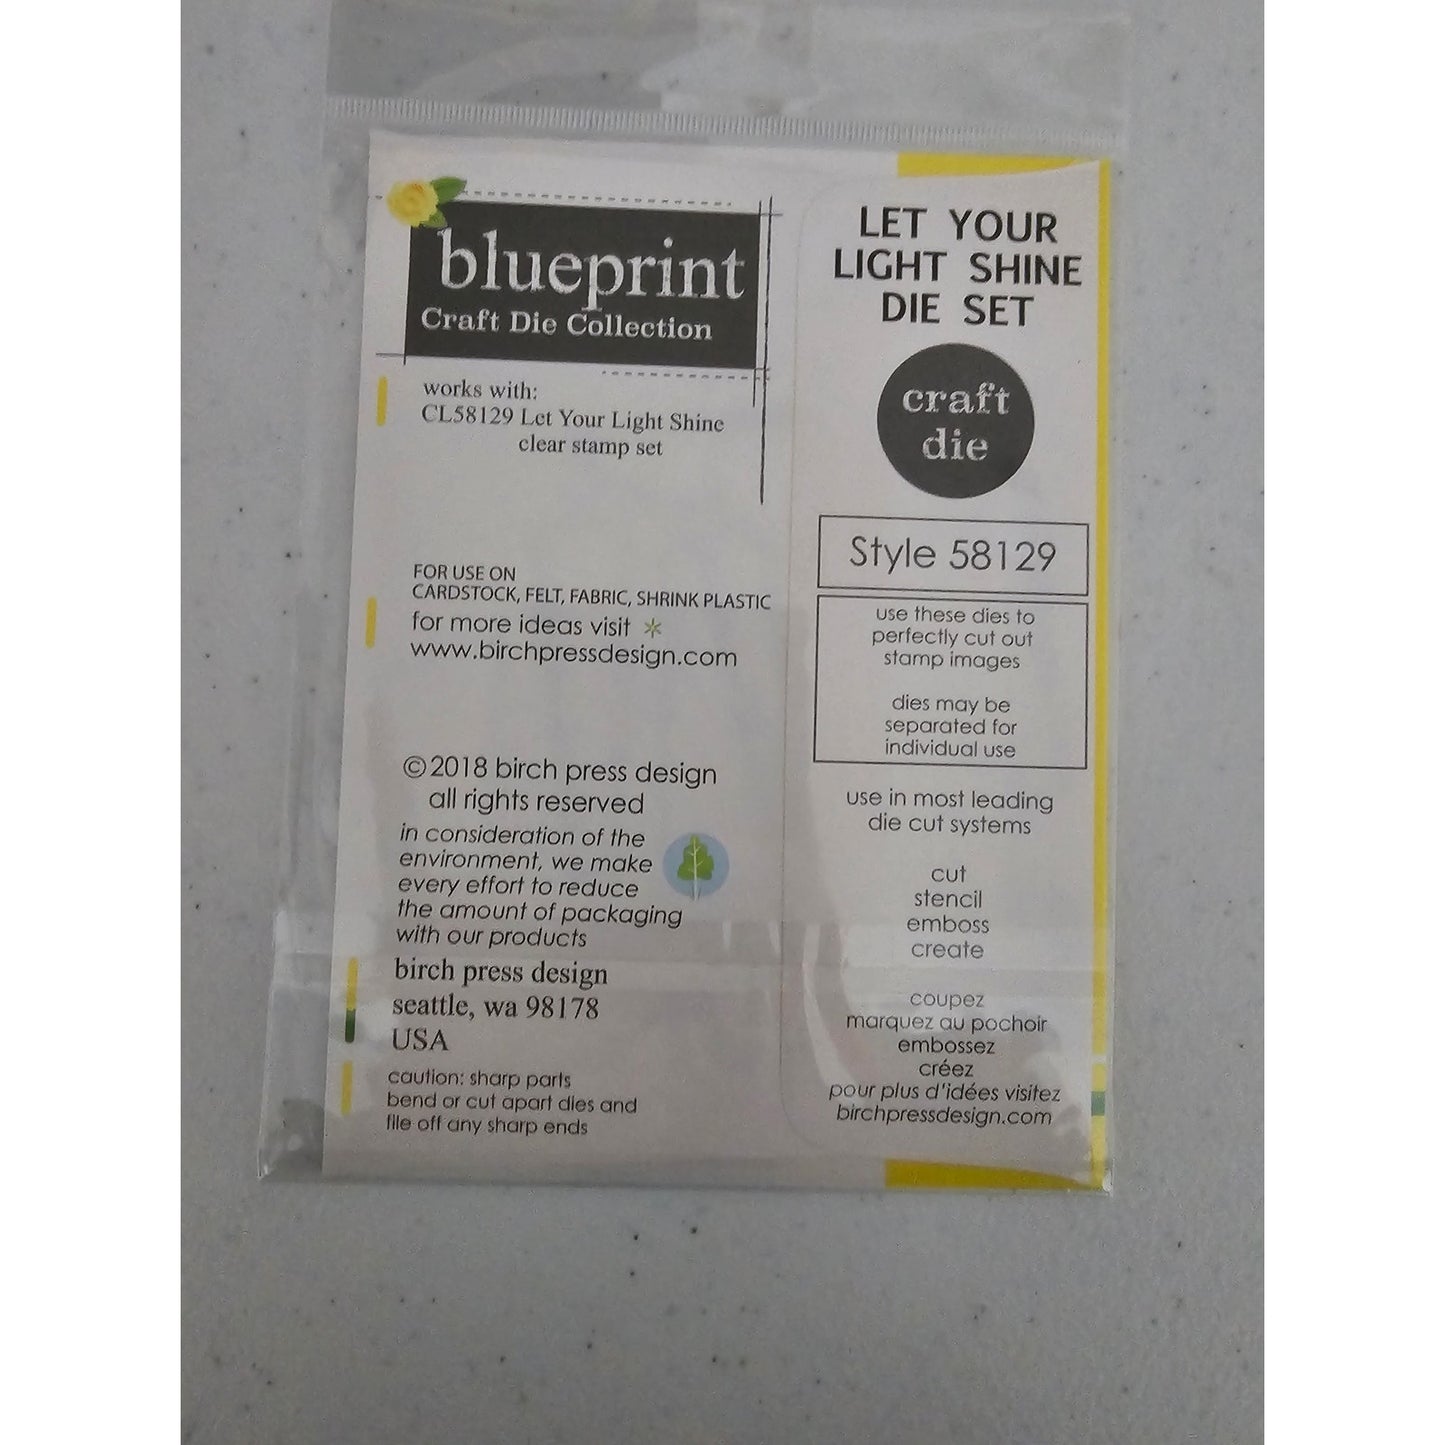 blueprint
Craft Die Collection
works with:
CL58129 Let Your Light Shine
clear stamp set
FOR USE ON
CARDSTOCK, FELT, FABRIC, SHRINK PLASTIC
for more ideas visit
www.birchpressdesign.com
©2018 birch press design
all rights reserved
in consideration of the
environment, we make
every effort to reduce
the amount of packaging
with our products
birch press design
seattle, wa 98178
USA
caution: sharp parts
bend or cut apart dies and
file off any sharp ends
LET YOUR
LIGHT SHINE
DIE SET
craft
die
Style 58129
use these dies to
perfectly cut out
stamp images
dies may be
separated for
individual use
use in most leading
die cut systems
cut
stencil
emboss
create
coupez
marquez au pochoir
embossez
créez
pour plus d'idées visitez
birchpressdesign.com